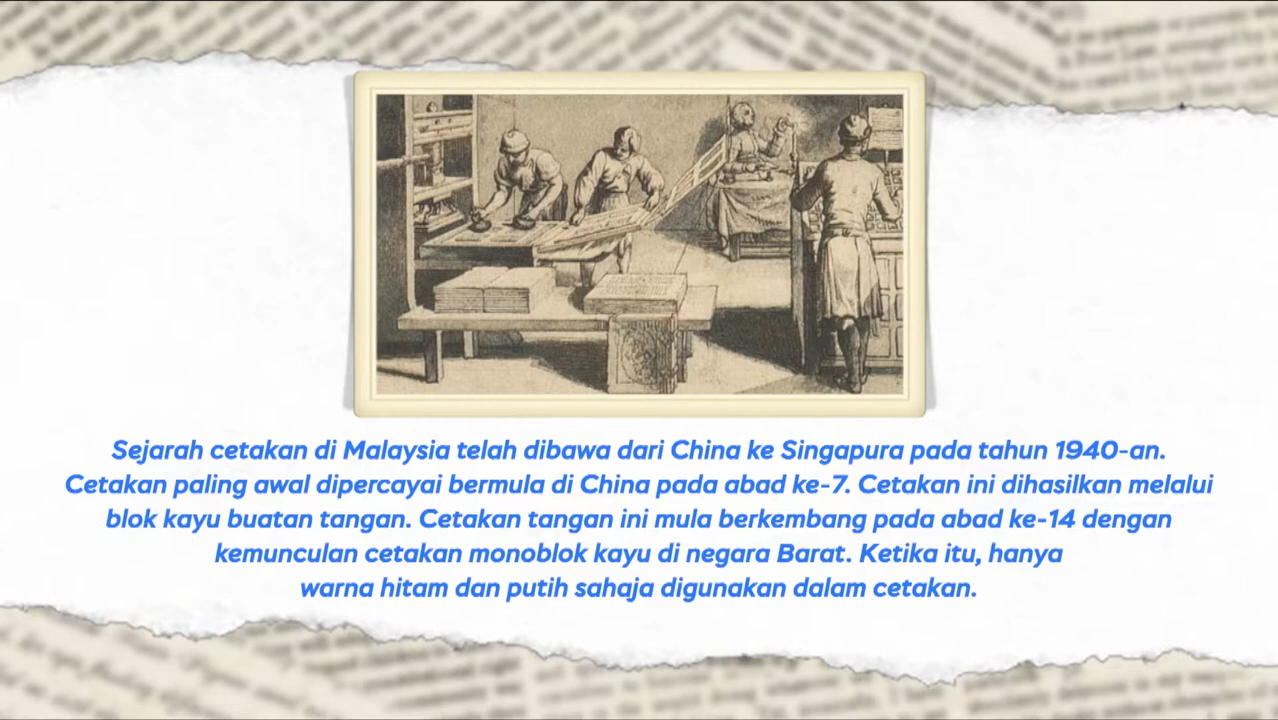 Sejarah cetakan di Malaysia telah dibawa dari China ke Singapura pada tahun 1940-an.
Cetakan paling awal dipercayai bermula di China pada abad ke-7. Cetakan ini dihasilkan melalui
blok kayu buatan tangan. Cetakan tangan ini mula berkembang pada abad ke-14 dengan
kemunculan cetakan monoblok kayu di negara Barat. Ketika itu, hanya
warna hitam dan putih sahaja digunakan dalam cetakan.